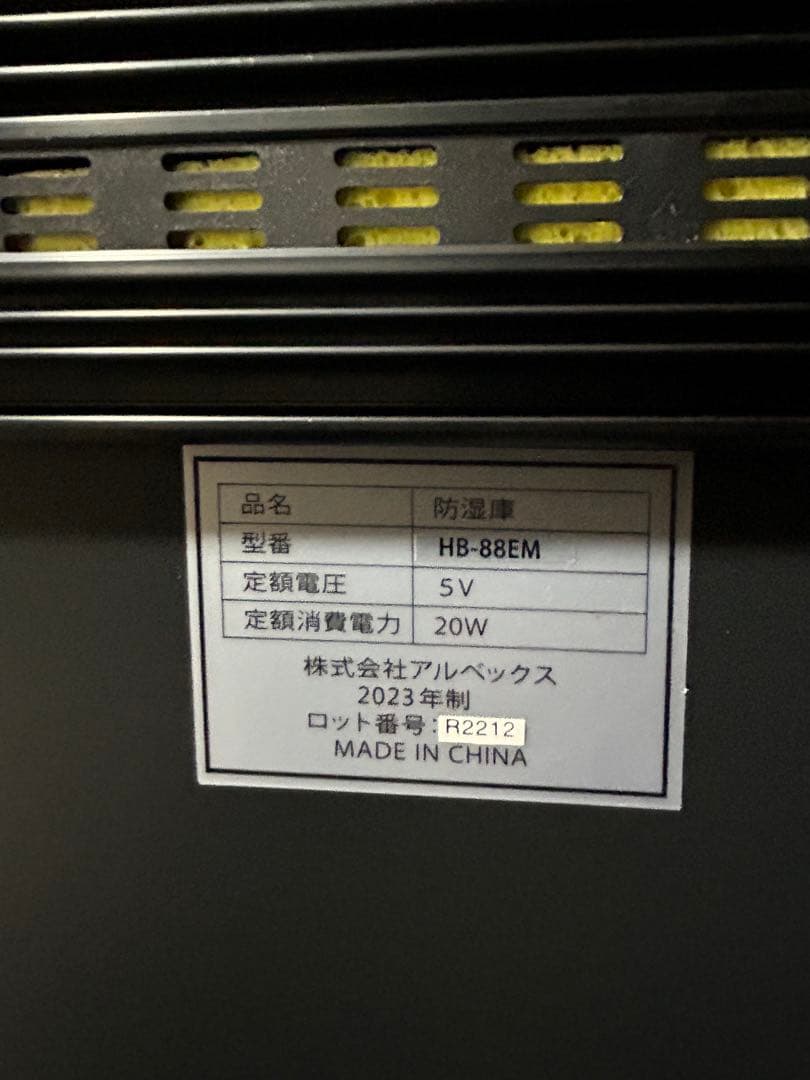 品名 防湿庫
型番 HB-88EM
定額電圧 5V
定額消費電力 20W
株式会社アルベックス
2023年制
ロット番号：R2212
MADE IN CHINA